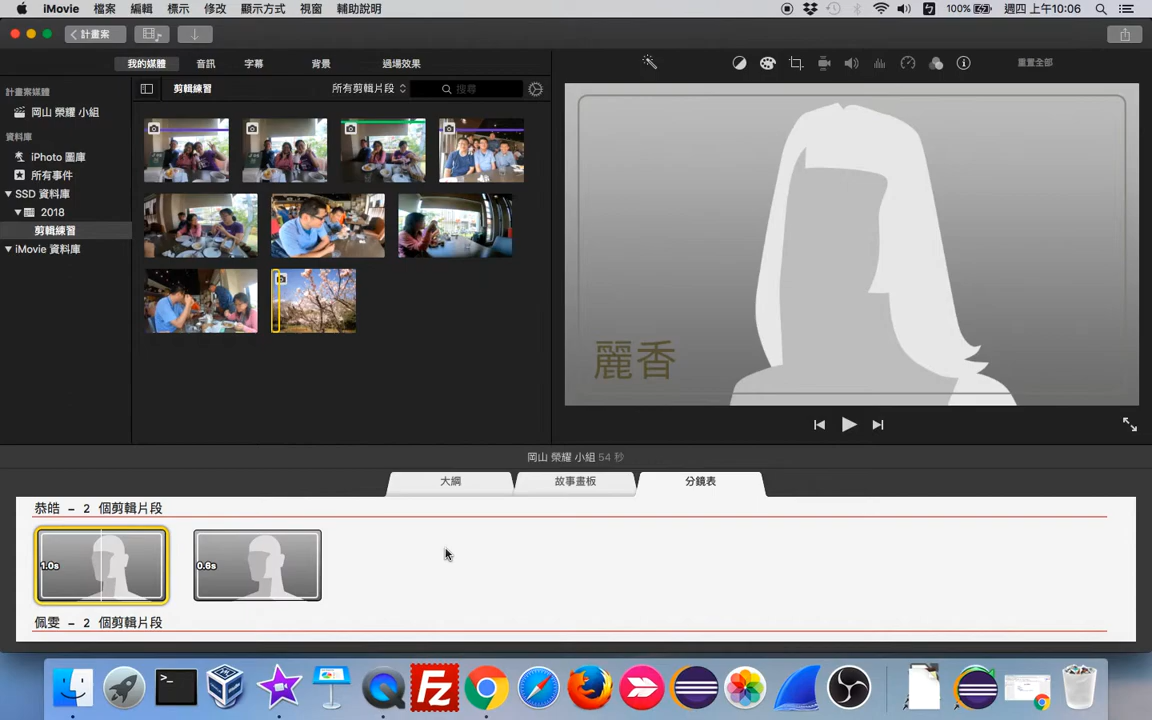 iMovie 檔案 編輯 標示 修改 顯示方式 視窗 輔助說明 100% 週四 上午10:06
計畫案
我的媒體 音訊 字幕 背景 過場效果 重置全部
計畫案媒體 剪輯練習 所有剪輯片段 搜尋
岡山 榮耀 小組
資料庫
iPhoto 圖庫
所有事件
SSD 資料庫
2018
剪輯練習
iMovie 資料庫
麗香
岡山 榮耀 小組 54 秒
大綱 故事畫板 分鏡表
恭皓 – 2 個剪輯片段
1.0s 0.6s
佩雯 – 2 個剪輯片段